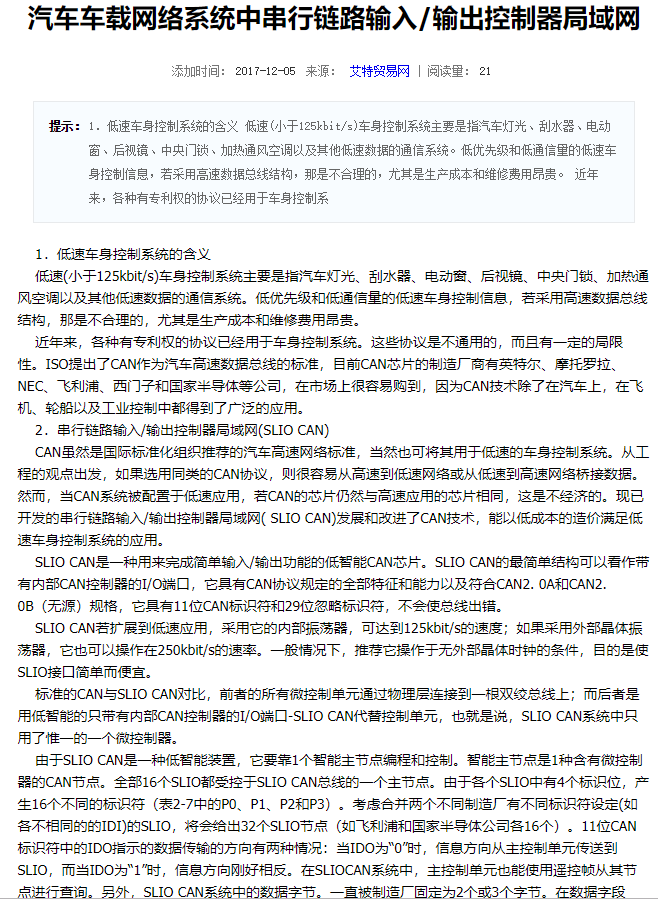 汽车车载网络系统中串行链路输入/输出控制器局域网
添加时间: 2017-12-05 来源: 艾特贸易网 | 阅读量: 21
提示: 1．低速车身控制系统的含义 低速(小于125kbit/s)车身控制系统主要是指汽车灯光、刮水器、电动
窗、后视镜、中央门锁、加热通风空调以及其他低速数据的通信系统。低优先级和低通信量的低速车
身控制信息，若采用高速数据总线结构，那是不合理的，尤其是生产成本和维修费用昂贵。 近年
来，各种有专利权的协议已经用于车身控制系
1．低速车身控制系统的含义
低速(小于125kbit/s)车身控制系统主要是指汽车灯光、刮水器、电动窗、后视镜、中央门锁、加热通
风空调以及其他低速数据的通信系统。低优先级和低通信量的低速车身控制信息，若采用高速数据总线
结构，那是不合理的，尤其是生产成本和维修费用昂贵。
近年来，各种有专利权的协议已经用于车身控制系统。这些协议是不通用的，而且有一定的局限
性。ISO提出了CAN作为汽车高速数据总线的标准，目前CAN芯片的制造厂商有英特尔、摩托罗拉、
NEC、飞利浦、西门子和国家半导体等公司，在市场上很容易购到，因为CAN技术除了在汽车上，在飞
机、轮船以及工业控制中都得到了广泛的应用。
2．串行链路输入/输出控制器局域网(SLIO CAN)
CAN虽然是国际标准化组织推荐的汽车高速网络标准，当然也可将其用于低速的车身控制系统。从工
程的观点出发，如果选用同类的CAN协议，则很容易从高速到低速网络或从低速到高速网络桥接数据。
然而，当CAN系统被配置于低速应用，若CAN的芯片仍然与高速应用的芯片相同，这是不经济的。现已
开发的串行链路输入/输出控制器局域网( SLIO CAN)发展和改进了CAN技术，能以低成本的造价满足低
速车身控制系统的应用。
SLIO CAN是一种用来完成简单输入/输出功能的低智能CAN芯片。SLIO CAN的最简单结构可以看作带
有内部CAN控制器的I/O端口，它具有CAN协议规定的全部特征和能力以及符合CAN2. 0A和CAN2.
0B（无源）规格，它具有11位CAN标识符和29位忽略标识符，不会使总线出错。
SLIO CAN若扩展到低速应用，采用它的内部振荡器，可达到125kbit/s的速度；如果采用外部晶体振
荡器，它也可以操作在250kbit/s的速率。一般情况下，推荐它操作于无外部晶体时钟的条件，目的是使
SLIO接口简单而便宜。
标准的CAN与SLIO CAN对比，前者的所有微控制单元通过物理层连接到一根双绞总线上；而后者是
用低智能的只带有内部CAN控制器的I/O端口-SLIO CAN代替控制单元，也就是说，SLIO CAN系统中只
用了惟一的一个微控制器。
由于SLIO CAN是一种低智能装置，它要靠1个智能主节点编程和控制。智能主节点是1种含有微控制
器的CAN节点。全部16个SLIO都受控于SLIO CAN总线的一个主节点。由于各个SLIO中有4个标识位，产
生16个不同的标识符（表2-7中的P0、P1、P2和P3）。考虑合并两个不同制造厂有不同标识符设定(如
各不相同的的IDI)的SLIO，将会给出32个SLIO节点（如飞利浦和国家半导体公司各16个）。11位CAN
标识符中的IDO指示的数据传输的方向有两种情况：当IDO为“0”时，信息方向从主控制单元传送到
SLIO，而当IDO为“1”时，信息方向刚好相反。在SLIOCAN系统中，主控制单元也能使用遥控帧从其节
点进行查询。另外，SLIO CAN系统中的数据字节。一直被制造厂固定为2个或3个字节。在数据字段